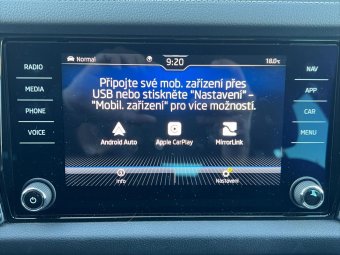 Normal 9:20 18.0°c
RADIO
MEDIA
PHONE
VOICE
Připojte své mob. zařízení přes
USB nebo stiskněte "Nastavení" –
"Mobil. zařízení" pro více možností.
Android Auto Apple CarPlay MirrorLink
Info Nastavení
NAV
APP
CAR
MENU